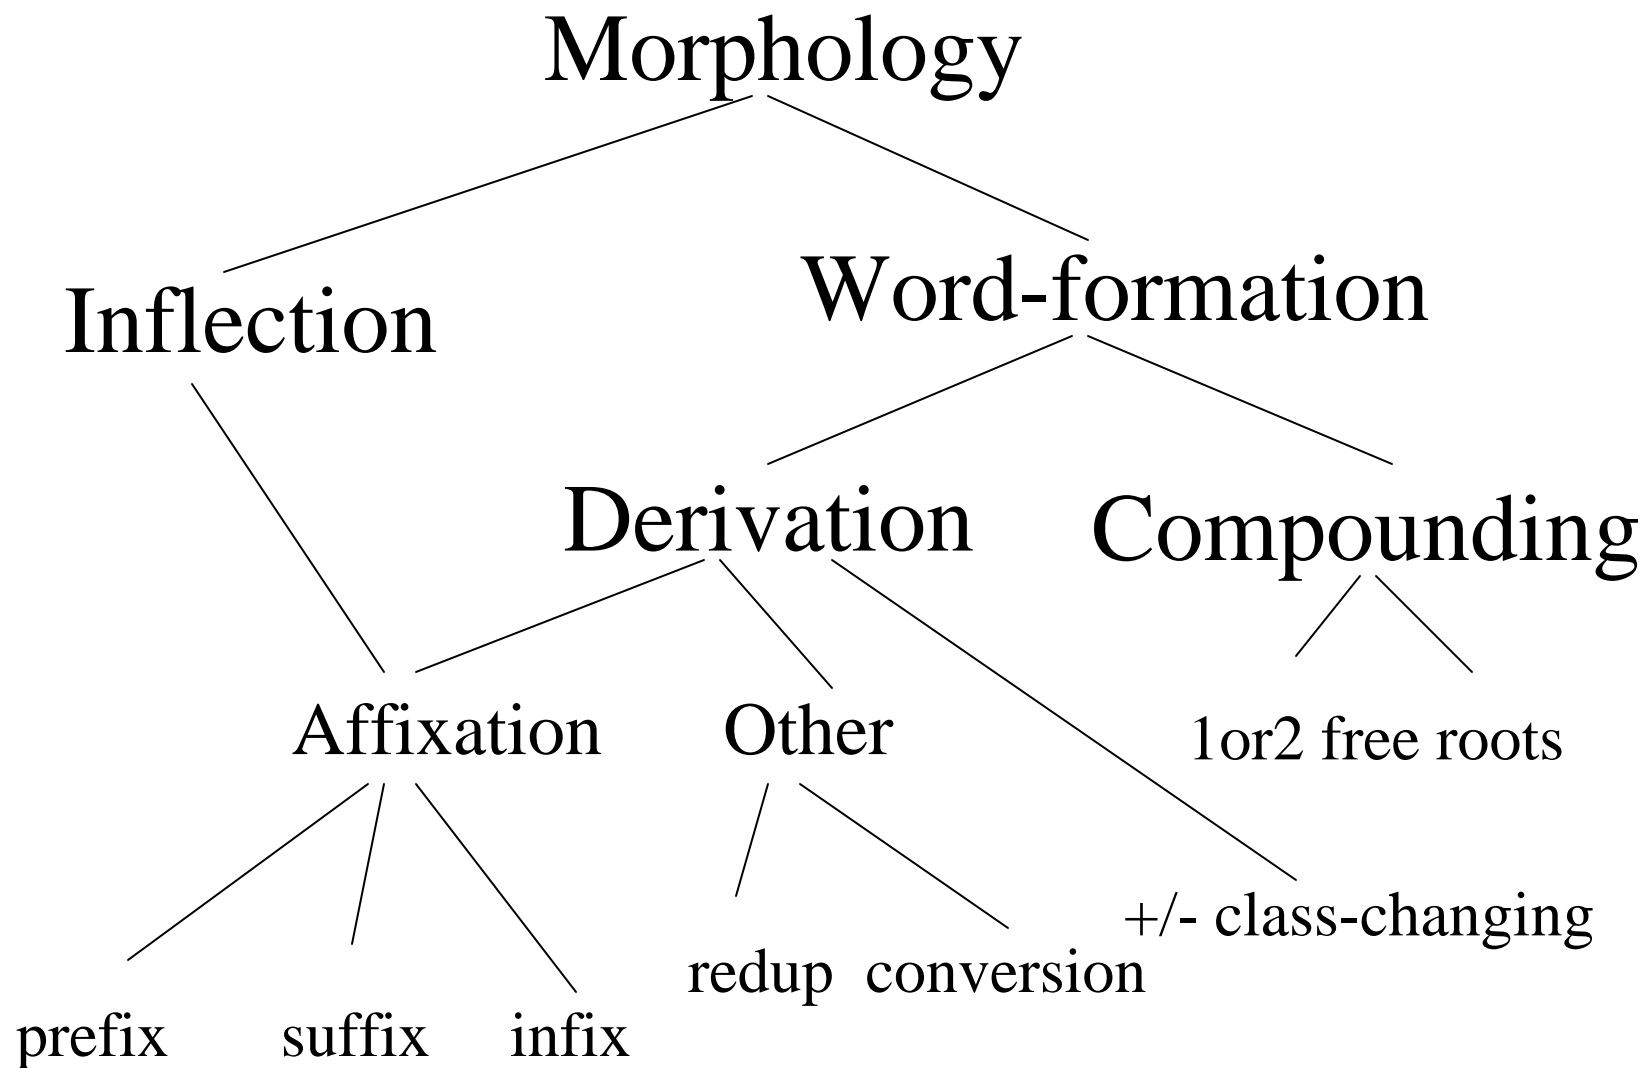 Morphology
Inflection
Word-formation
Derivation
Compounding
Affixation
Other
1or2 free roots
+/- class-changing
redup
conversion
prefix
suffix
infix